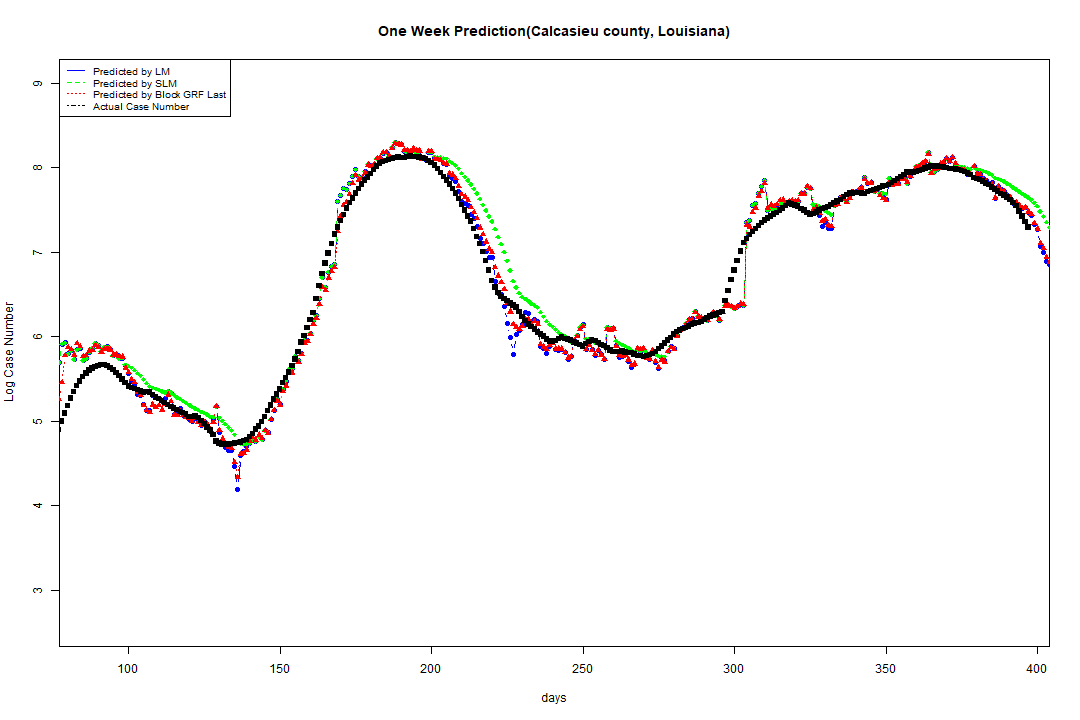 One Week Prediction(Calcasieu county, Louisiana)
Predicted by LM
Predicted by SLM
Predicted by Block GRF Last
Actual Case Number
9
8
7
6
5
4
3
Log Case Number
100 150 200 250 300 350 400
days